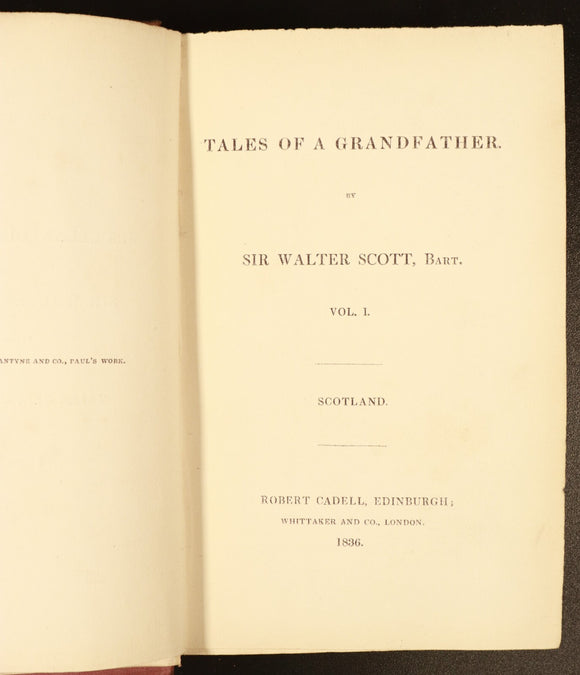 ANTYNE AND CO., PAUL'S WORK.
TALES OF A GRANDFATHER.
BY
SIR WALTER SCOTT, BART.
VOL. I.
SCOTLAND.
ROBERT CADELL, EDINBURGH;
WHITTAKER AND CO., LONDON.
1836.